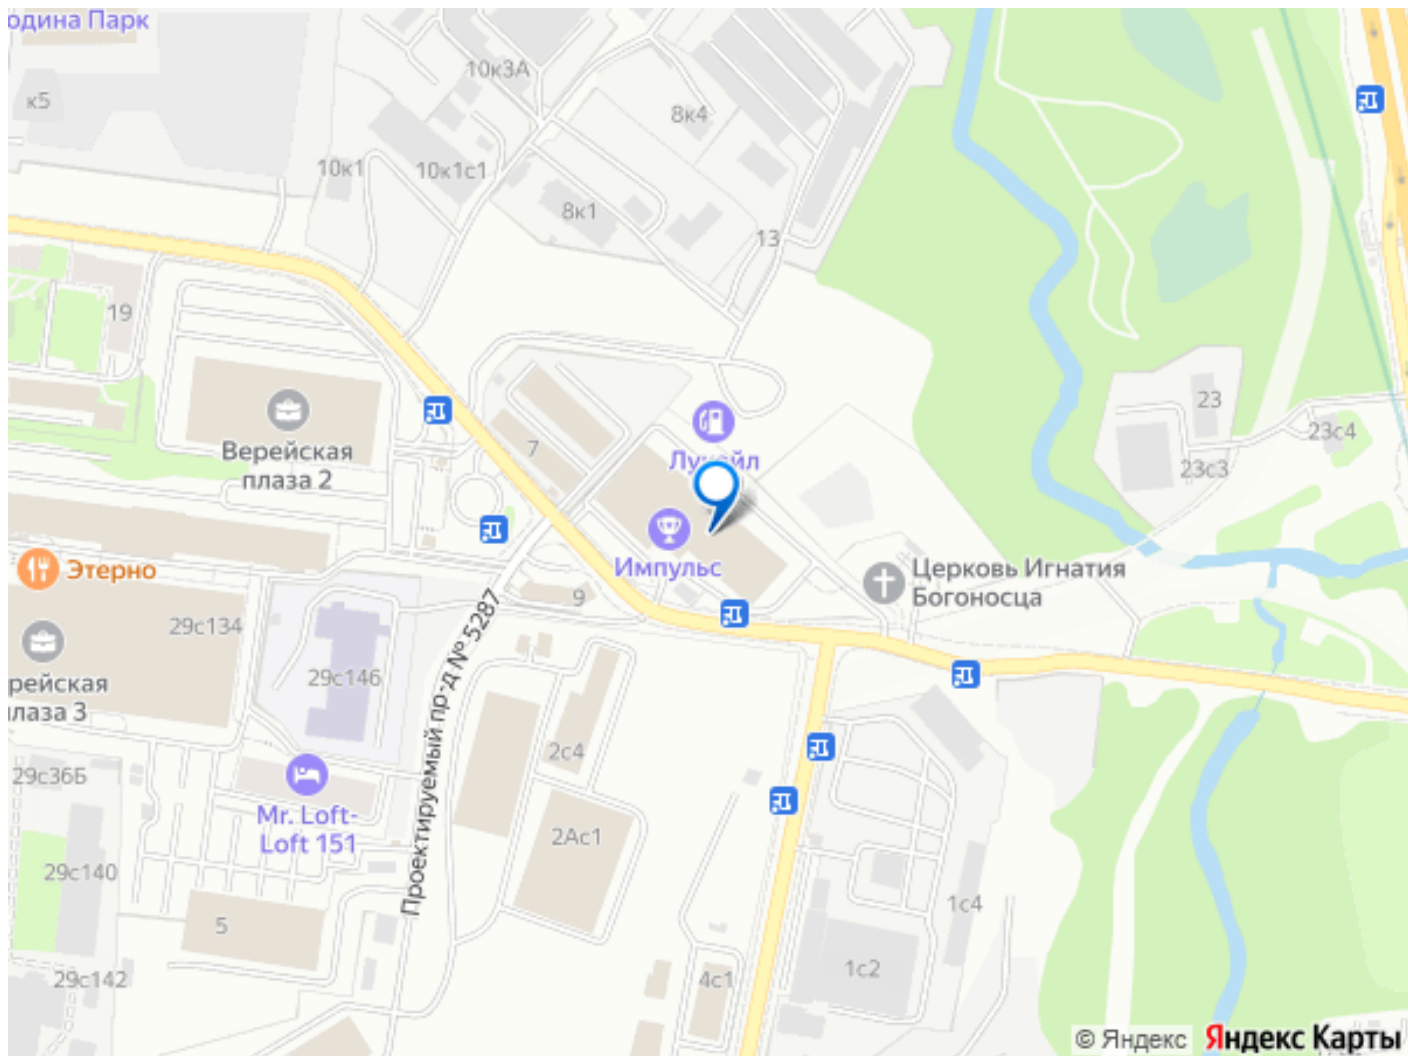 одина Парк
к5
10к3А
8к4
10к1
10к1с1
8к1
13
19
Верейская
плаза 2
7
23
23с4
23с3
Импульс
Этерно
9
Церковь Игнатия
Богоносца
29с134
29с146
рейская
лаза 3
Проектируемый пр-д № 5287
29с36Б
2с4
Mr. Loft-
Loft 151
2Ас1
29с140
5
1с4
29с142
4с1
1с2
© Яндекс
Яндекс Карты